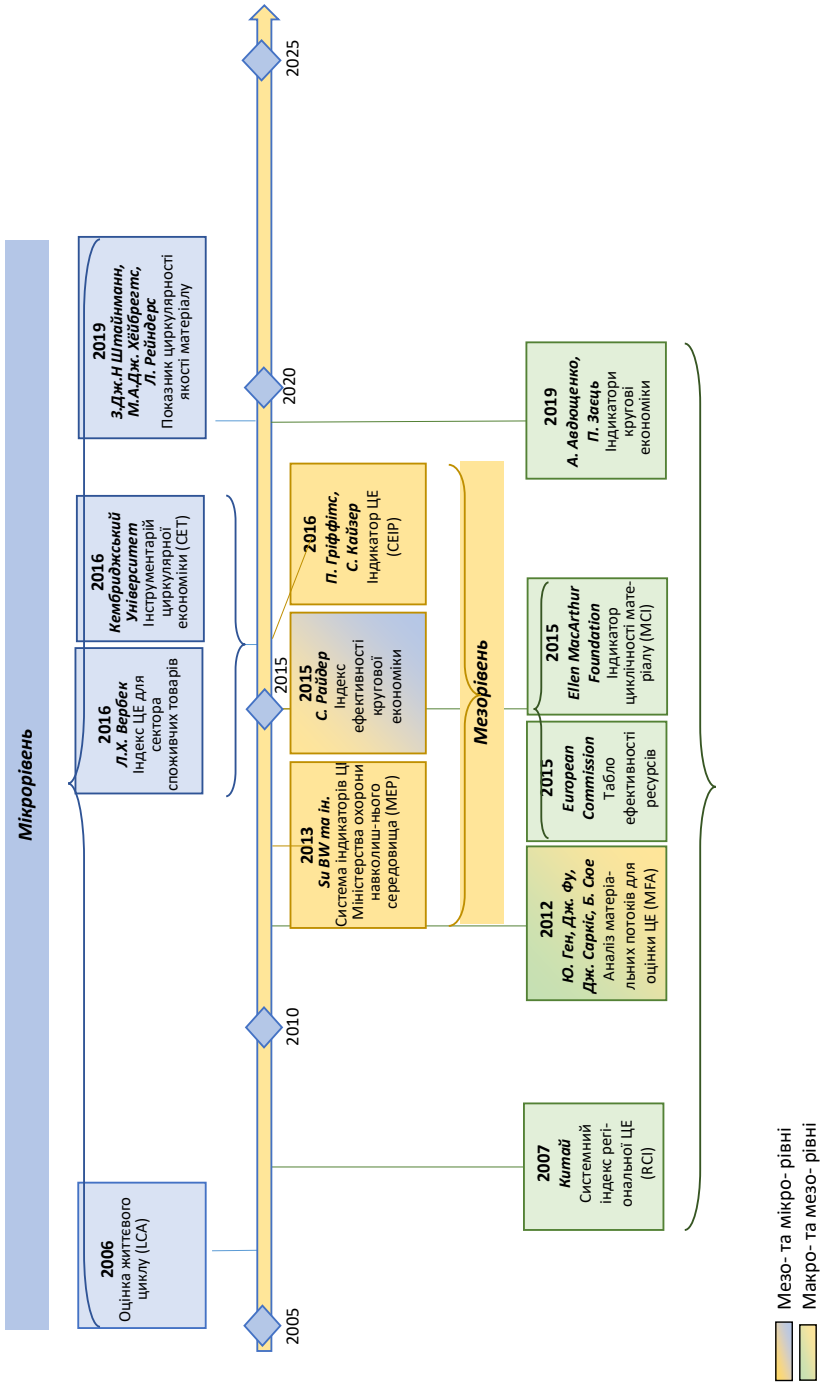 Мікрорівень
2006
Оцінка життєвого
циклу (LCA)
2016
Л.Х. Вербек
Індекс ЦЕ для
сектора
споживчих товарів
2016
Кембриджський
Університет
Інструментарій
циркулярної
економіки (CET)
2019
З.Дж.Н Штайнманн,
М.А.Дж. Хёйбрегтс,
Л. Рейндерс
Показник циркулярності
якості матеріалу
2005
2010
2015
2020
2025
2013
Su BW та ін.
Система індикаторів ЦЕ
Міністерства охорони
навколиш-нього
середовища (MEP)
2015
С. Райдер
Індекс
ефективності
кругової
економіки
2016
П. Гріффітс,
С. Кайзер
Індикатор ЦЕ
(CEIP)
Мезорівень
2007
Китай
Системний
індекс регі-
ональної ЦЕ
(RCI)
2012
Ю. Ген, Дж. Фу,
Дж. Саркіс, Б. Сюе
Аналіз матеріа-
льних потоків для
оцінки ЦЕ (MFA)
2015
European
Commission
Табло
ефективності
ресурсів
2015
Ellen MacArthur
Foundation
Індикатор
циклічності мате-
ріалу (MCI)
2019
А. Авдющенко,
П. Заєць
Індикатори
кругові
економіки
Мезо- та мікро- рівні
Макро- та мезо- рівні